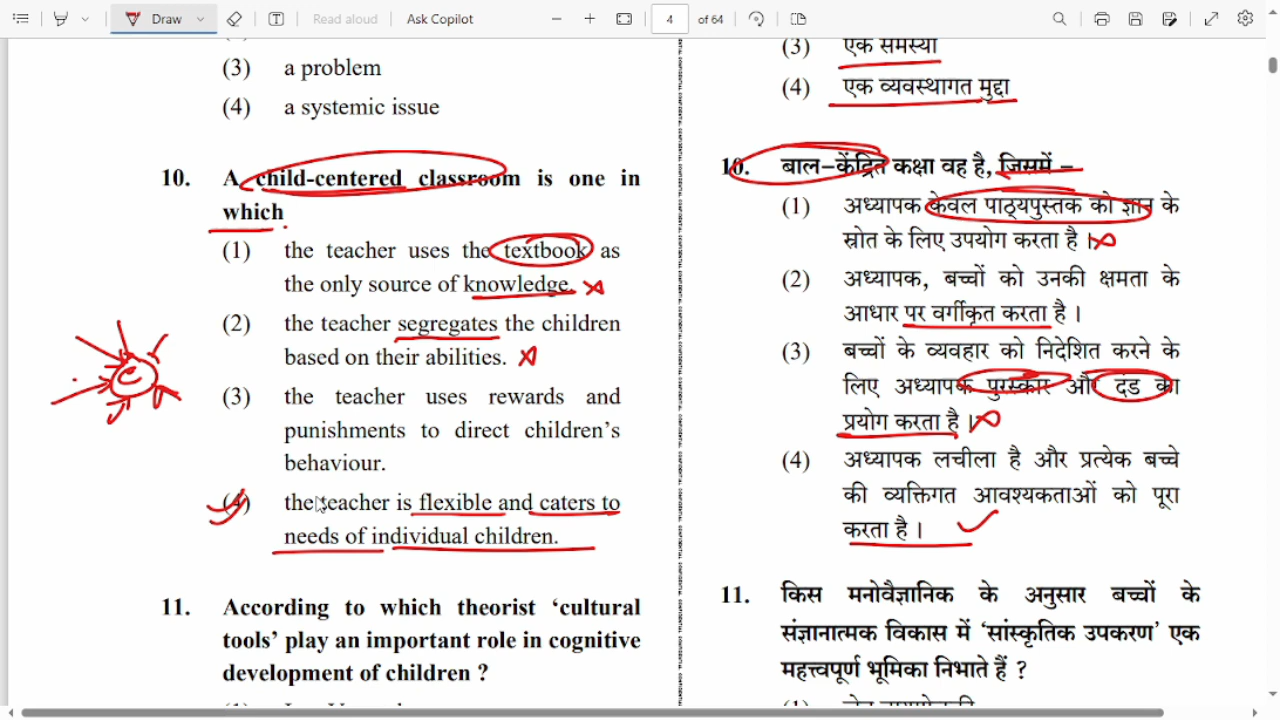 Draw
Read aloud
Ask Copilot
4
of 64
(3) a problem
(4) a systemic issue
10. A child-centered classroom is one in
which
(1) the teacher uses the textbook as
the only source of knowledge.
(2) the teacher segregates the children
based on their abilities.
(3) the teacher uses rewards and
punishments to direct children's
behaviour.
(4) the teacher is flexible and caters to
needs of individual children.
11. According to which theorist 'cultural
tools' play an important role in cognitive
development of children ?
(3) एक समस्या
(4) एक व्यवस्थागत मुद्दा
10. बाल-केंद्रित कक्षा वह है, जिसमें –
(1) अध्यापक केवल पाठ्यपुस्तक को ज्ञान के
स्रोत के लिए उपयोग करता है ।
(2) अध्यापक, बच्चों को उनकी क्षमता के
आधार पर वर्गीकृत करता है ।
(3) बच्चों के व्यवहार को निदेशित करने के
लिए अध्यापक पुरस्कार और दंड का
प्रयोग करता है ।
(4) अध्यापक लचीला है और प्रत्येक बच्चे
की व्यक्तिगत आवश्यकताओं को पूरा
करता है ।
11. किस मनोवैज्ञानिक के अनुसार बच्चों के
संज्ञानात्मक विकास में 'सांस्कृतिक उपकरण' एक
महत्त्वपूर्ण भूमिका निभाते हैं ?